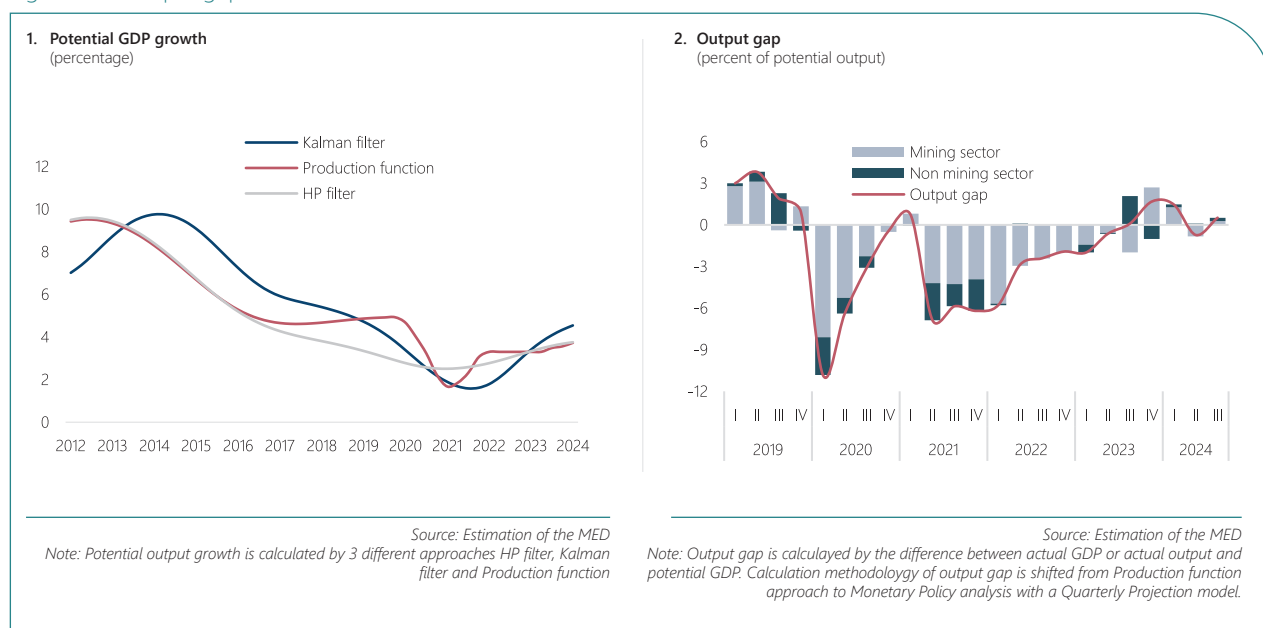 1. Potential GDP growth
(percentage)
Kalman filter
Production function
HP filter
12
10
8
6
4
2
0
2012 2013 2014 2015 2016 2017 2018 2019 2020 2021 2022 2023 2024
Source: Estimation of the MED
Note: Potential output growth is calculated by 3 different approaches HP filter, Kalman
filter and Production function
2. Output gap
(percent of potential output)
Mining sector
Non mining sector
Output gap
6
3
0
-3
-6
-9
-12
I II III IV I II III IV I II III IV I II III IV I II III IV I II III
2019 2020 2021 2022 2023 2024
Source: Estimation of the MED
Note: Output gap is calculayed by the difference between actual GDP or actual output and
potential GDP. Calculation methodoloygy of output gap is shifted from Production function
approach to Monetary Policy analysis with a Quarterly Projection model.